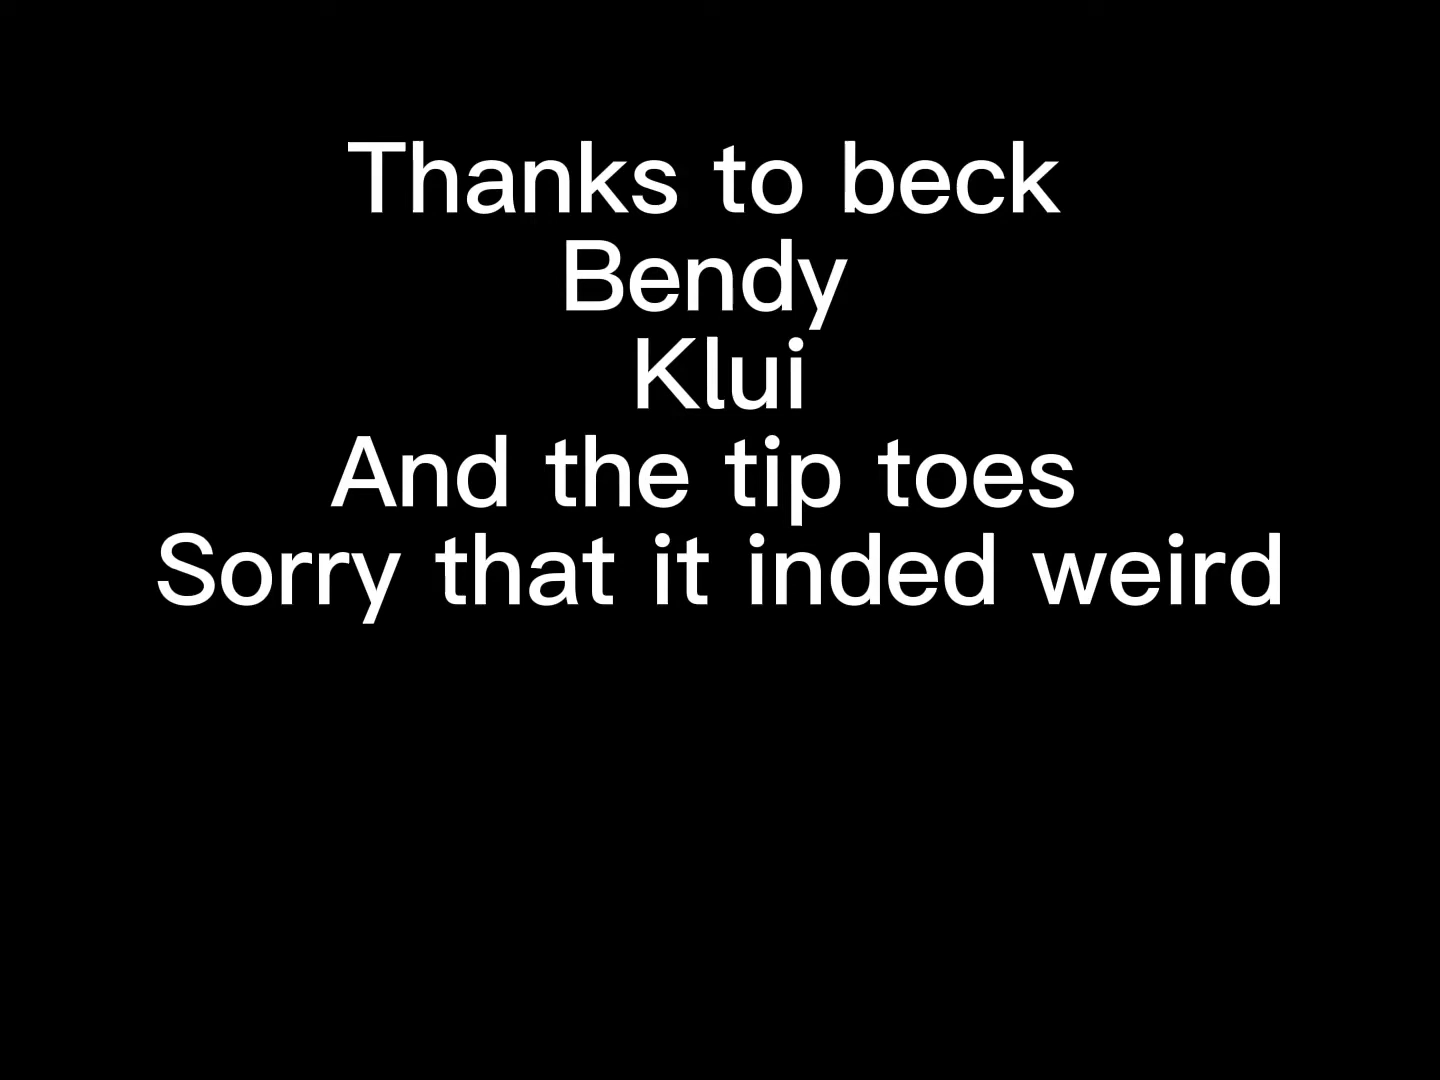 Thanks to beck
Bendy
Klui
And the tip toes
Sorry that it inded weird